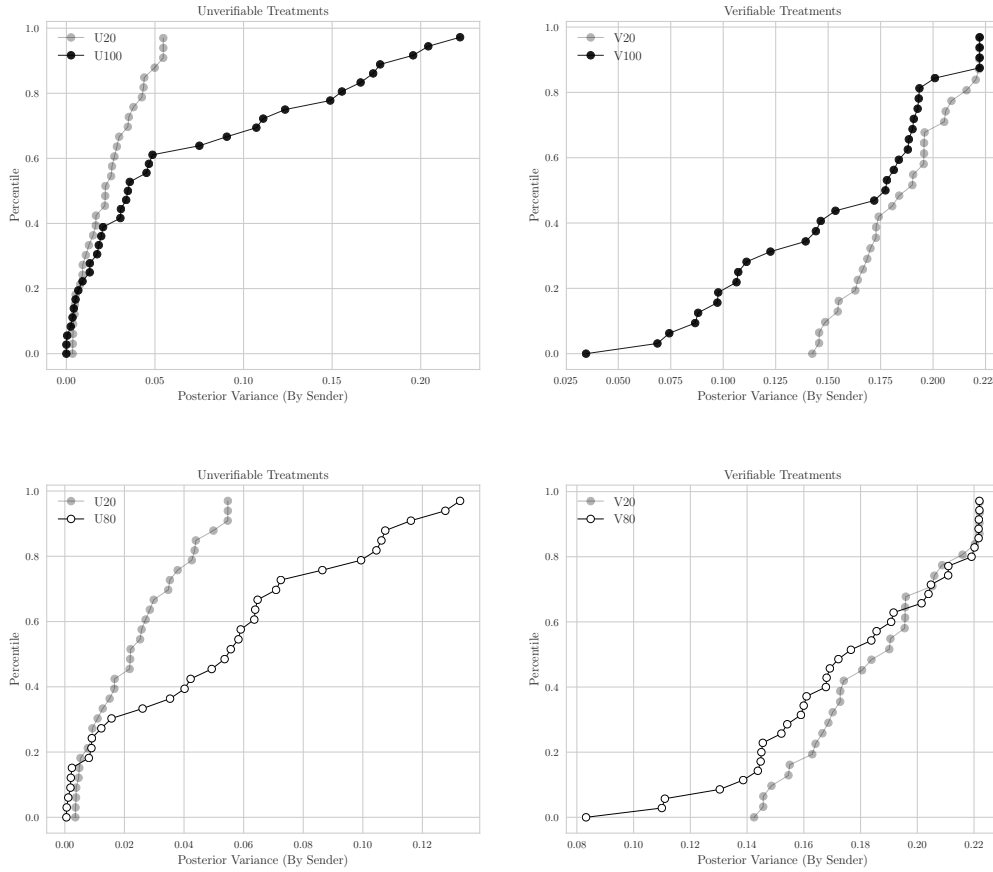 Unverifiable Treatments
U20
U100
1.0
0.8
0.6
0.4
0.2
0.0
Percentile
0.00 0.05 0.10 0.15 0.20
Posterior Variance (By Sender)
Verifiable Treatments
V20
V100
1.0
0.8
0.6
0.4
0.2
0.0
Percentile
0.025 0.050 0.075 0.100 0.125 0.150 0.175 0.200 0.22
Posterior Variance (By Sender)
Unverifiable Treatments
U20
U80
1.0
0.8
0.6
0.4
0.2
0.0
Percentile
0.00 0.02 0.04 0.06 0.08 0.10 0.12
Posterior Variance (By Sender)
Verifiable Treatments
V20
V80
1.0
0.8
0.6
0.4
0.2
0.0
Percentile
0.08 0.10 0.12 0.14 0.16 0.18 0.20 0.22
Posterior Variance (By Sender)